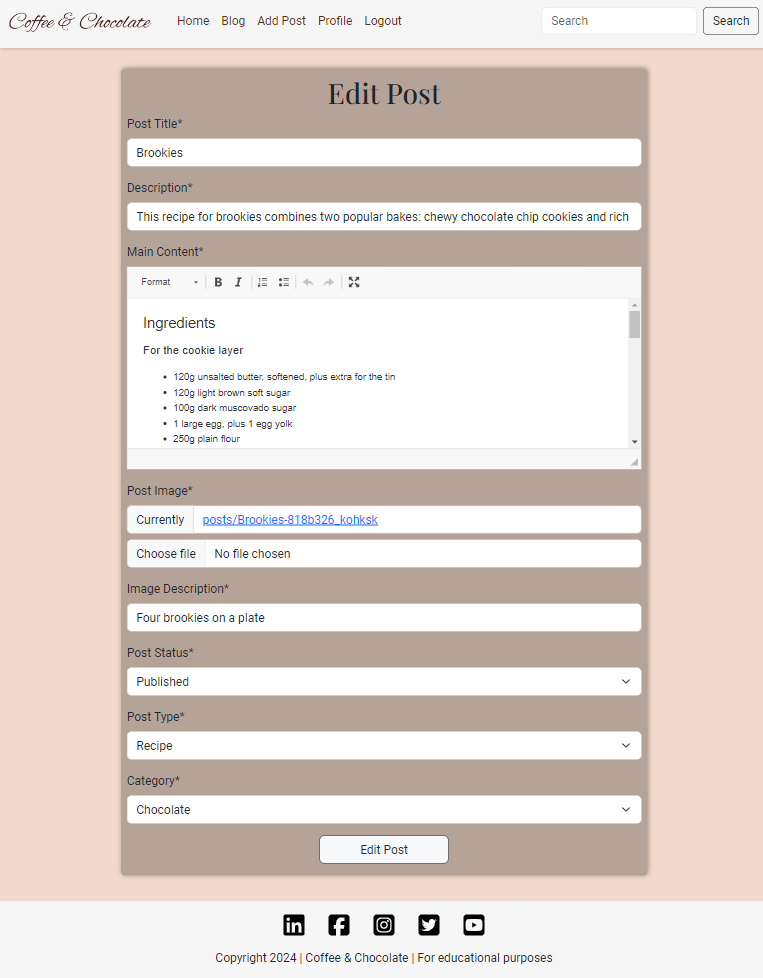 Coffee & Chocolate Home Blog Add Post Profile Logout Search Search
Edit Post
Post Title*
Brookies
Description*
This recipe for brookies combines two popular bakes: chewy chocolate chip cookies and rich
Main Content*
Format B I
Ingredients
For the cookie layer
• 120g unsalted butter, softened, plus extra for the tin
• 120g light brown soft sugar
• 100g dark muscovado sugar
• 1 large egg, plus 1 egg yolk
• 250g plain flour
Post Image*
Currently posts/Brookies-818b326_kohksk
Choose file No file chosen
Image Description*
Four brookies on a plate
Post Status*
Published
Post Type*
Recipe
Category*
Chocolate
Edit Post
Copyright 2024 | Coffee & Chocolate | For educational purposes